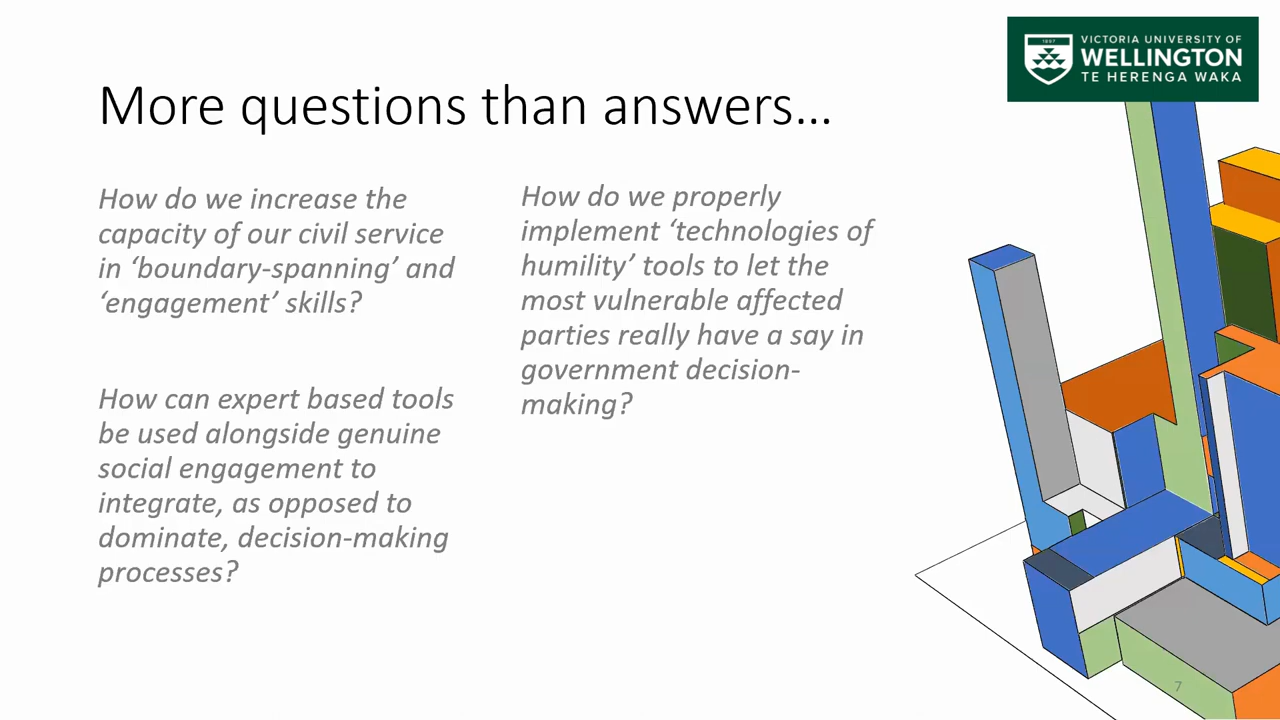 VICTORIA UNIVERSITY OF
WELLINGTON
TE HERENGA WAKA
1897
More questions than answers…
How do we increase the
capacity of our civil service
in ‘boundary-spanning’ and
‘engagement’ skills?
How can expert based tools
be used alongside genuine
social engagement to
integrate, as opposed to
dominate, decision-making
processes?
How do we properly
implement ‘technologies of
humility’ tools to let the
most vulnerable affected
parties really have a say in
government decision-
making?
7